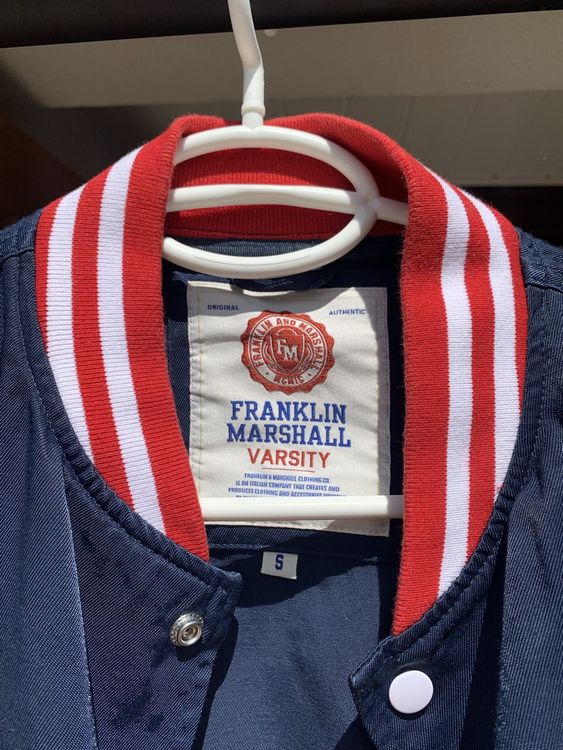 ORIGINAL AUTHENTIC
FRANKLIN AND MARSHALL
FM
MCMIC
FRANKLIN
MARSHALL
VARSITY
FRANKLIN & MARSHALL CLOTHING CO.
IS AN ITALIAN COMPANY THAT CREATES AND
PRODUCES CLOTHING AND ACCESSORIES
S